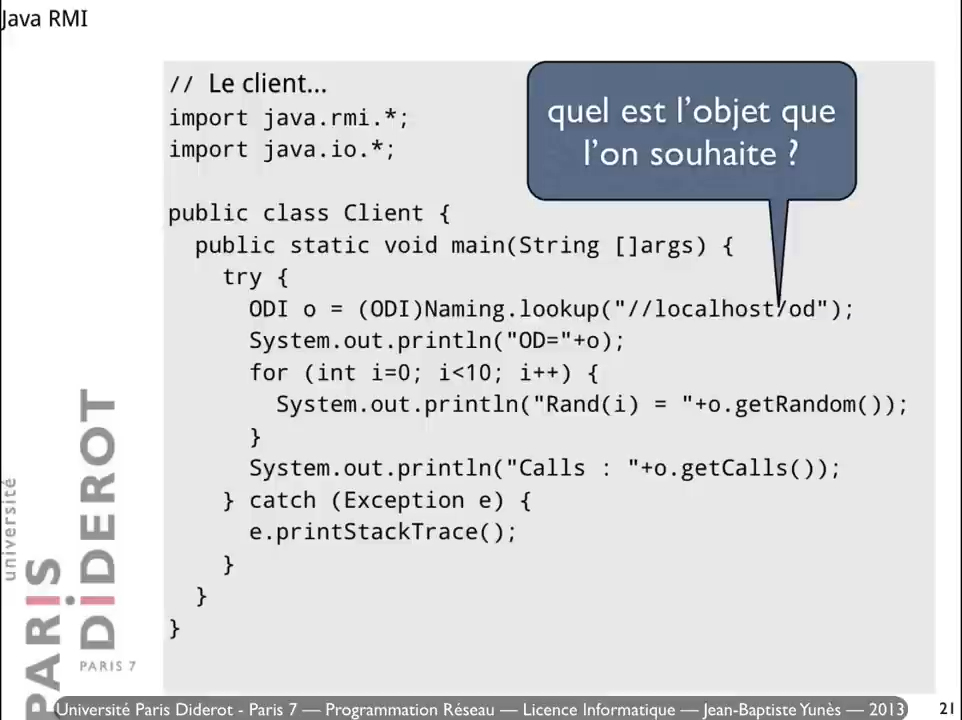 Java RMI
// Le client...
import java.rmi.*;
import java.io.*;
quel est l'objet que
l'on souhaite ?
public class Client {
public static void main(String []args) {
try {
ODI o = (ODI)Naming.lookup("//localhost/od");
System.out.println("OD="+o);
for (int i=0; i<10; i++) {
System.out.println("Rand(i) = "+o.getRandom());
}
System.out.println("Calls : "+o.getCalls());
} catch (Exception e) {
e.printStackTrace();
}
}
}
université
PARIS
DiDEROT
PARIS 7
Université Paris Diderot - Paris 7 — Programmation Réseau — Licence Informatique — Jean-Baptiste Yunès — 2013
21